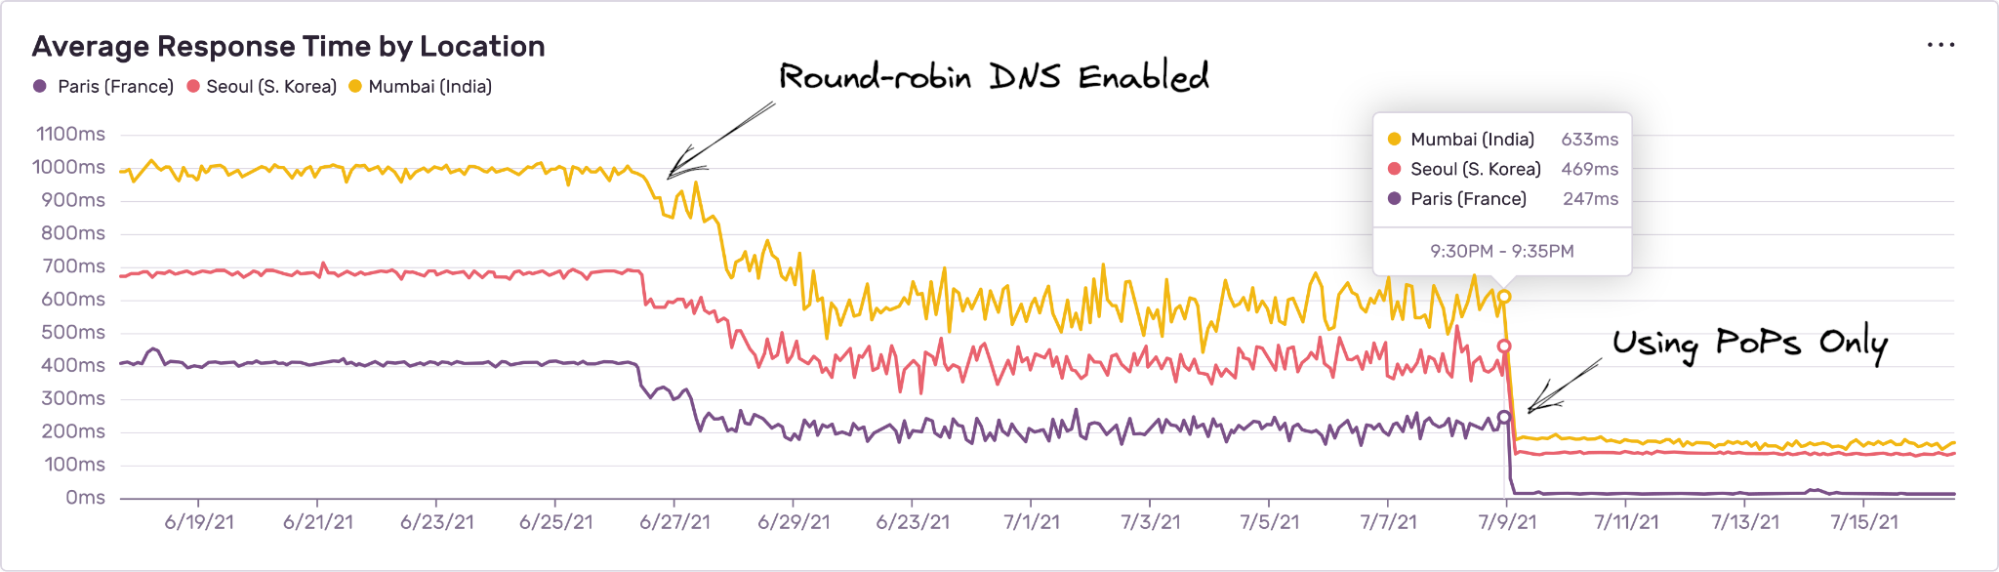 Average Response Time by Location
Paris (France) Seoul (S. Korea) Mumbai (India)
Round-robin DNS Enabled
1100ms
1000ms
900ms
800ms
700ms
600ms
500ms
400ms
300ms
200ms
100ms
0ms
Mumbai (India) 633ms
Seoul (S. Korea) 469ms
Paris (France) 247ms
9:30PM - 9:35PM
Using PoPs Only
6/19/21 6/21/21 6/23/21 6/25/21 6/27/21 6/29/21 6/23/21 7/1/21 7/3/21 7/5/21 7/7/21 7/9/21 7/11/21 7/13/21 7/15/21